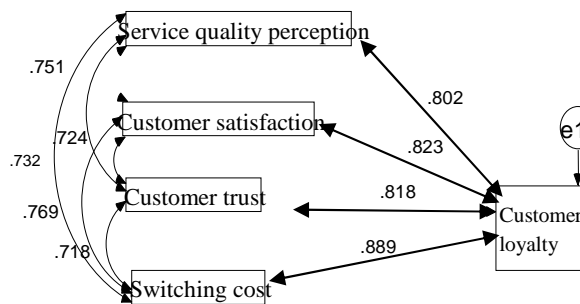 Service quality perception
.751
.802
Customer satisfaction
.724
.823
e1
.732
.818
Customer trust
.769
Customer
loyalty
.718
.889
Switching cost